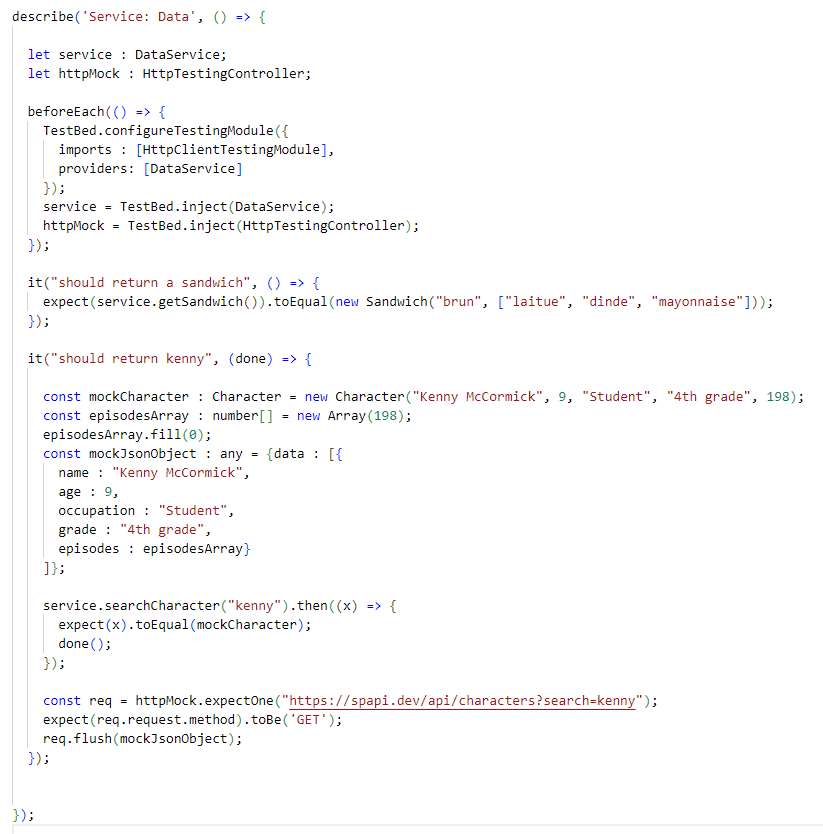 describe('Service: Data', () => {
let service : DataService;
let httpMock : HttpTestingController;
beforeEach(() => {
TestBed.configureTestingModule({
imports : [HttpClientTestingModule],
providers: [DataService]
});
service = TestBed.inject(DataService);
httpMock = TestBed.inject(HttpTestingController);
});
it("should return a sandwich", () => {
expect(service.getSandwich()).toEqual(new Sandwich("brun", ["laitue", "dinde", "mayonnaise"]));
});
it("should return kenny", (done) => {
const mockCharacter : Character = new Character("Kenny McCormick", 9, "Student", "4th grade", 198);
const episodesArray : number[] = new Array(198);
episodesArray.fill(0);
const mockJsonObject : any = {data : [{
name : "Kenny McCormick",
age : 9,
occupation : "Student",
grade : "4th grade",
episodes : episodesArray}
]};
service.searchCharacter("kenny").then((x) => {
expect(x).toEqual(mockCharacter);
done();
});
const req = httpMock.expectOne("https://spapi.dev/api/characters?search=kenny");
expect(req.request.method).toBe('GET');
req.flush(mockJsonObject);
});
});